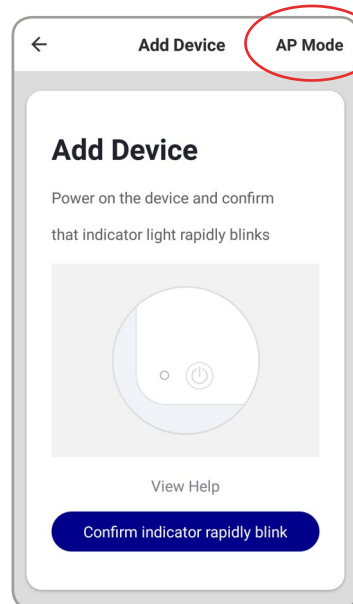 Add Device AP Mode
Add Device
Power on the device and confirm
that indicator light rapidly blinks
View Help
Confirm indicator rapidly blink